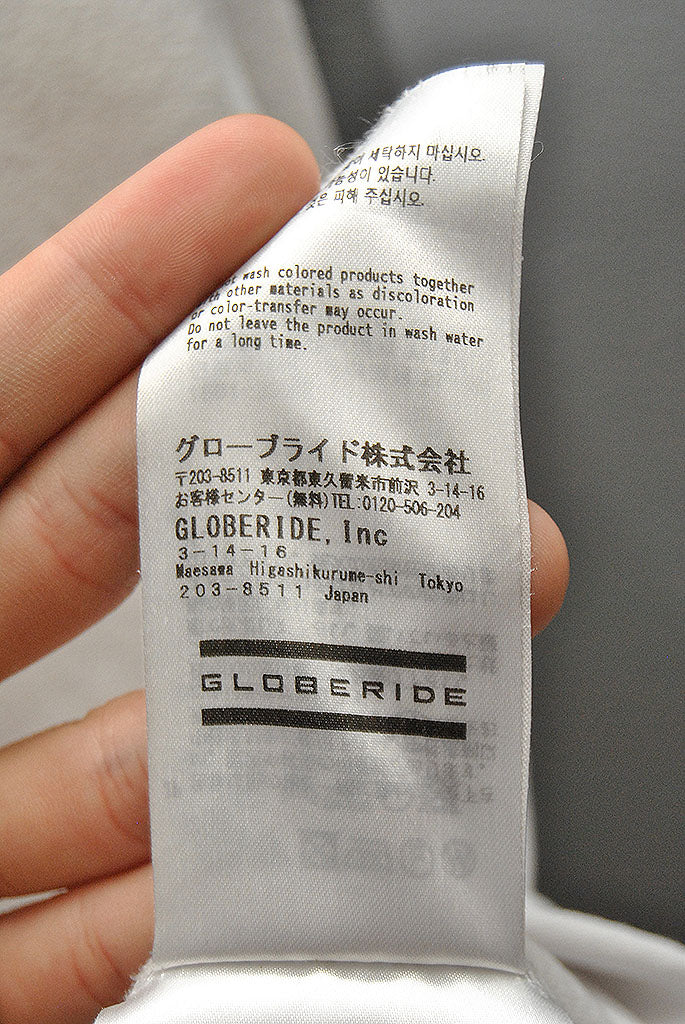 세탁하지 마십시오.
있습니다.
피해 주십시오.
wash colored products together
other materials as discoloration
or color-transfer may occur.
Do not leave the product in wash water
for a long time.
グローブライド株式会社
〒203-8511 東京都東久留米市前沢 3-14-16
お客様センター(無料)TEL:0120-506-204
GLOBERIDE, Inc
3-14-16
Maesawa Higashikurume-shi Tokyo
203-8511 Japan
GLOBERIDE